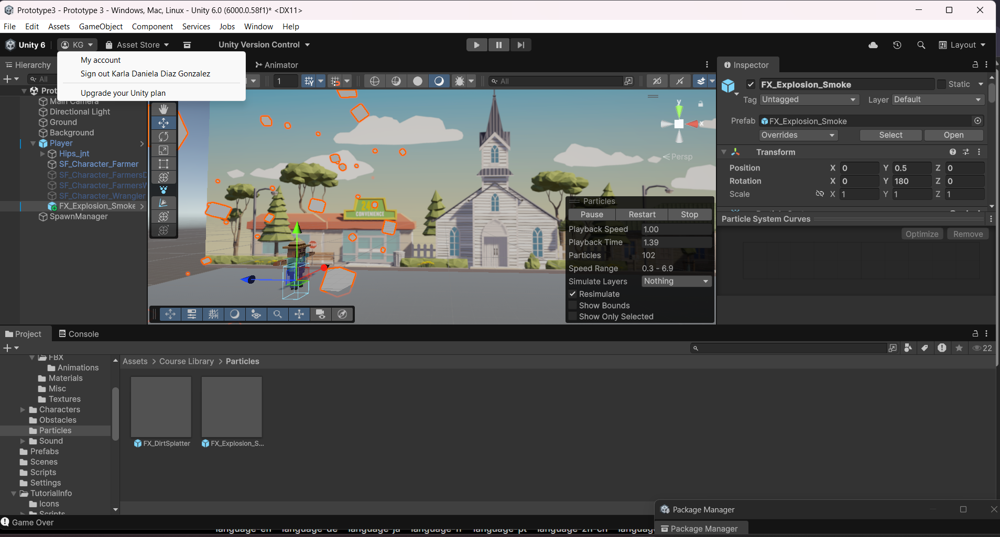 Prototype3 - Prototype 3 - Windows, Mac, Linux - Unity 6.0 (6000.0.58f1)* <DX11>
File Edit Assets GameObject Component Services Jobs Window Help
Unity 6 KG Asset Store Unity Version Control Layout
My account
Sign out Karla Daniela Diaz Gonzalez
Upgrade your Unity plan
Hierarchy
All
Prot
Main Camera
Directional Light
Ground
Background
Player
Hips_jnt
SF_Character_Farmer
SF_Character_FarmersD
SF_Character_FarmersW
SF_Character_Wrangler
FX_Explosion_Smoke
SpawnManager
Animator
1
All
2D
y
x
Persp
24
CONVENIENCE
Particles
Pause Restart Stop
Playback Speed 1.00
Playback Time 1.39
Particles 102
Speed Range 0.3 - 6.9
Simulate Layers Nothing
Resimulate
Show Bounds
Show Only Selected
Inspector
FX_Explosion_Smoke Static
Tag Untagged Layer Default
Prefab FX_Explosion_Smoke
Overrides Select Open
Transform
Position X 0 Y 0.5 Z 0
Rotation X 0 Y 180 Z 0
Scale X 1 Y 1 Z 1
Particle System Curves
Optimize Remove
Project Console
22
FBX
Animations
Materials
Misc
Textures
Characters
Obstacles
Particles
Sound
Prefabs
Scenes
Scripts
Settings
TutorialInfo
Icons
Scripts
Assets > Course Library > Particles
FX_DirtSplatter FX_Explosion_S...
Game Over
Package Manager
Package Manager
language-en language-de language-ja language-fr language-pt language-zh-cn language